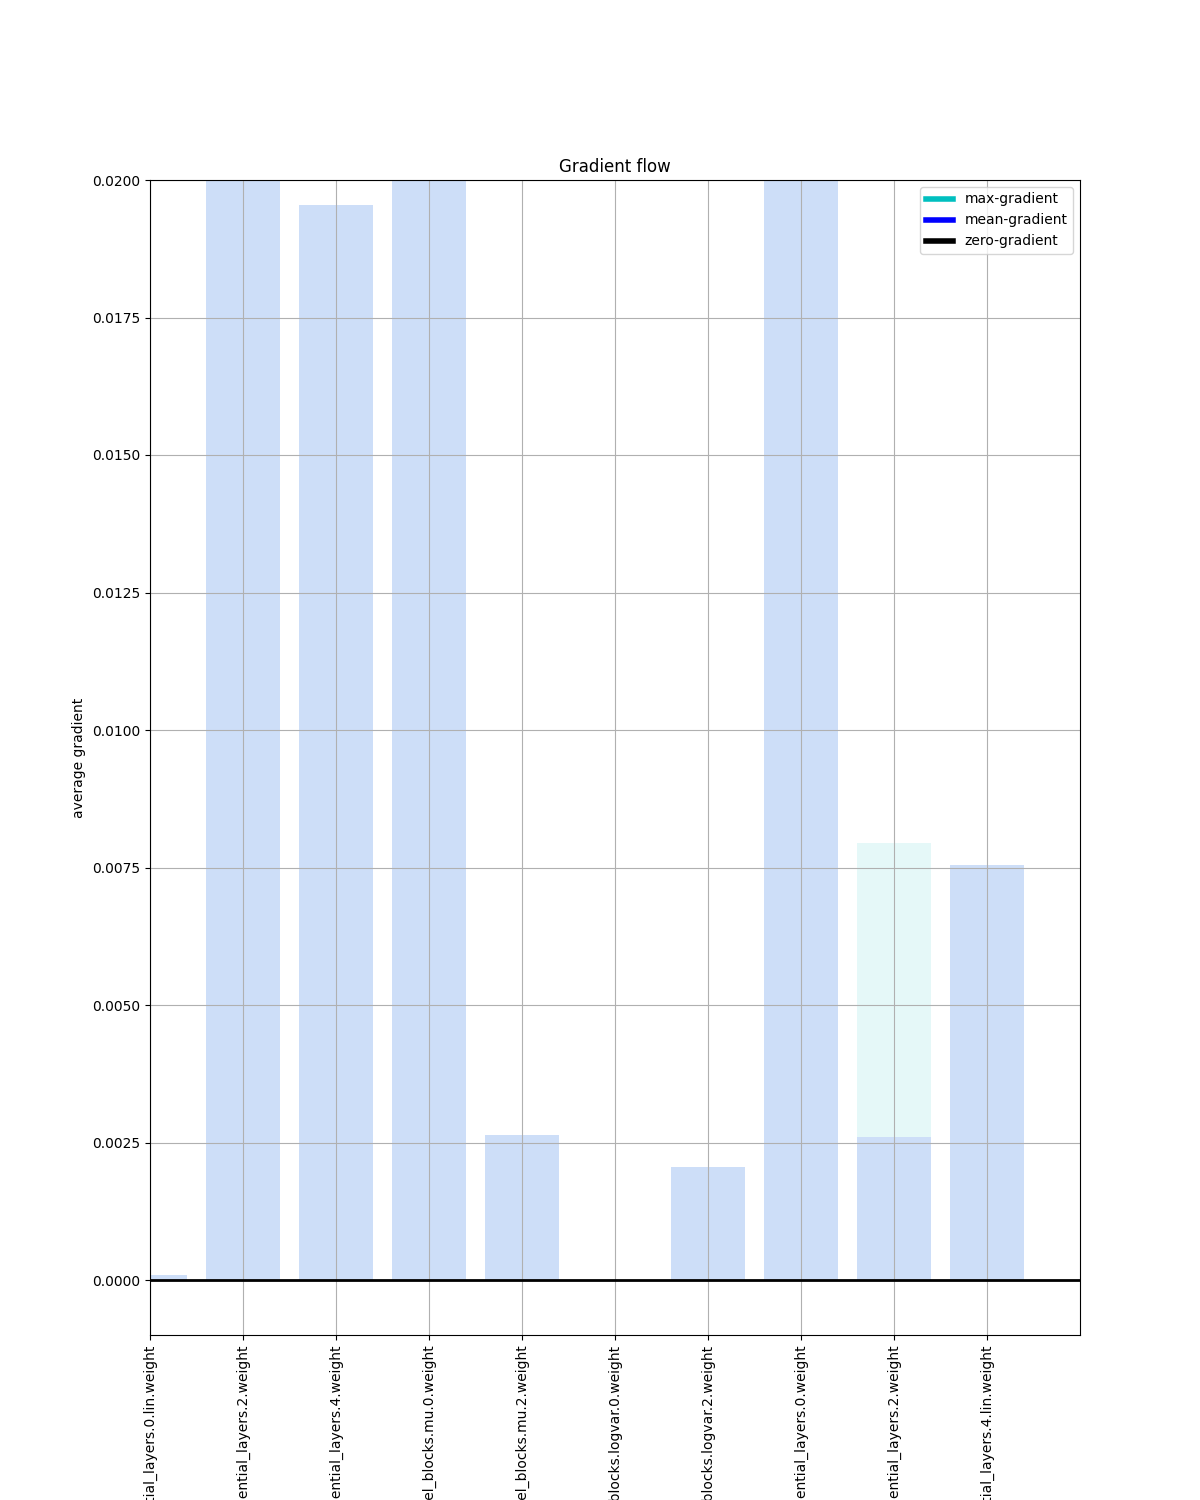 Gradient flow
max-gradient
mean-gradient
zero-gradient
0.0200
0.0175
0.0150
0.0125
0.0100
0.0075
0.0050
0.0025
0.0000
average gradient
tial_layers.0.lin.weight
ential_layers.2.weight
ential_layers.4.weight
el_blocks.mu.0.weight
el_blocks.mu.2.weight
blocks.logvar.0.weight
blocks.logvar.2.weight
ential_layers.0.weight
ential_layers.2.weight
tial_layers.4.lin.weight